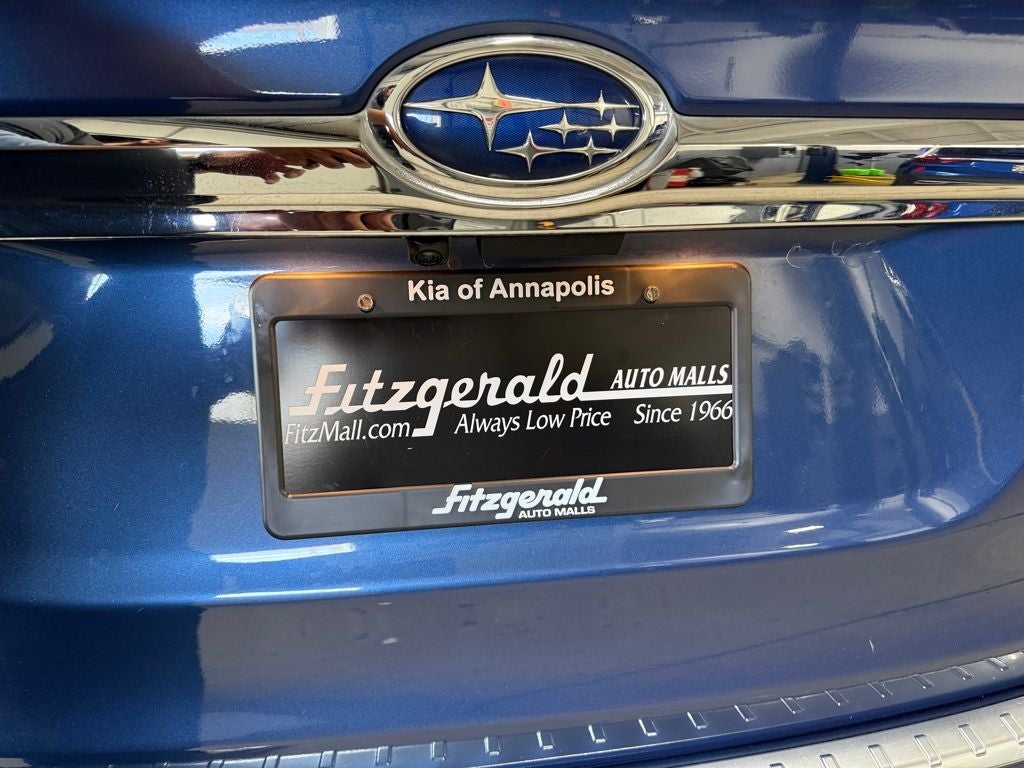 Kia of Annapolis
Fitzgerald AUTO MALLS
FitzMall.com Always Low Price Since 1966
Fitzgerald
AUTO MALLS